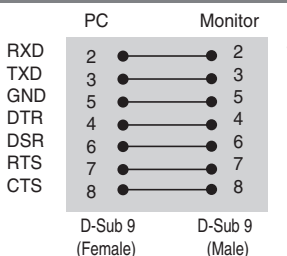 PC Monitor
RXD 2 2
TXD 3 3
GND 5 5
DTR 4 4
DSR 6 6
RTS 7 7
CTS 8 8
D-Sub 9 D-Sub 9
(Female) (Male)